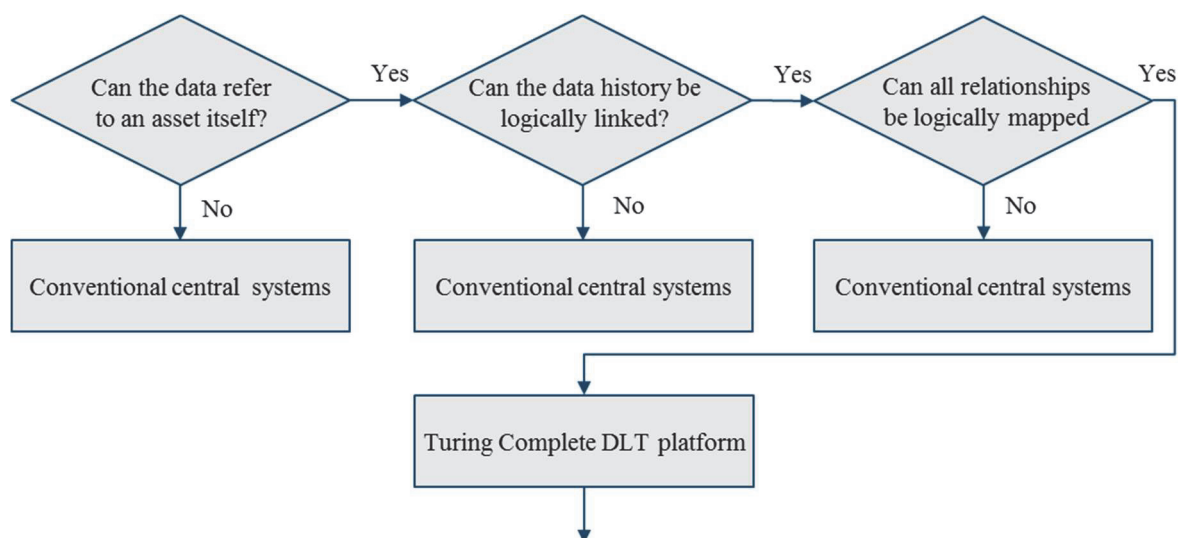 Can the data refer
to an asset itself?
Yes
Can the data history be
logically linked?
Yes
Can all relationships
be logically mapped
Yes
No
No
No
Conventional central systems
Conventional central systems
Conventional central systems
Turing Complete DLT platform